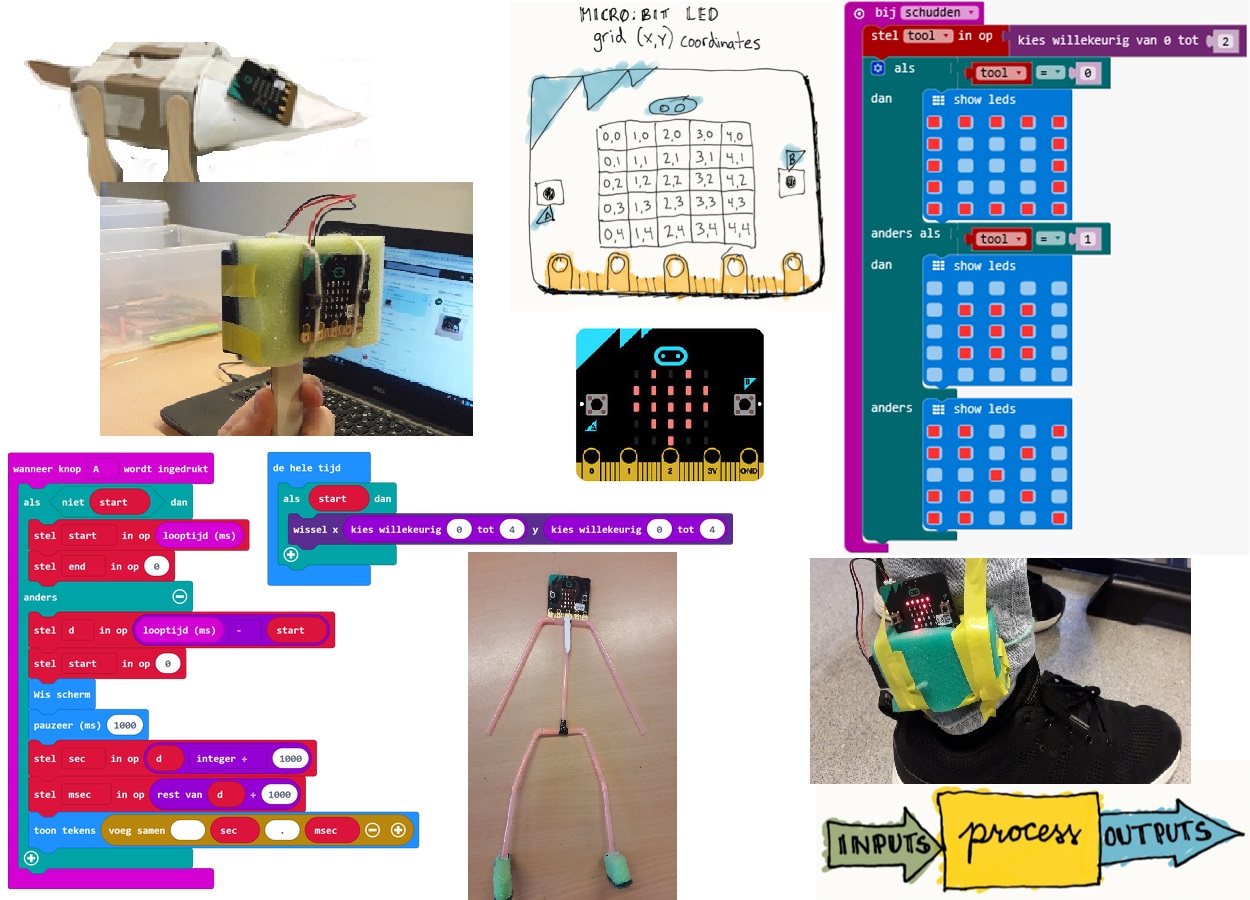 MICRO:BIT LED
grid (x,y) coordinates
0,0 1,0 2,0 3,0 4,0
0,1 1,1 2,1 3,1 4,1
0,2 1,2 2,2 3,2 4,2
0,3 1,3 2,3 3,3 4,3
0,4 1,4 2,4 3,4 4,4
B
A
B
A
0 1 2 3V GND
bij schudden
stel tool in op kies willekeurig van 0 tot 2
als tool = 0
dan show leds
anders als tool = 1
dan show leds
anders show leds
wanneer knop A wordt ingedrukt
als niet start dan
stel start in op looptijd (ms)
stel end in op 0
anders
stel d in op looptijd (ms) - start
stel start in op 0
Wis scherm
pauzeer (ms) 1000
stel sec in op d integer ÷ 1000
stel msec in op rest van d ÷ 1000
toon tekens voeg samen sec . msec
de hele tijd
als start dan
wissel x kies willekeurig 0 tot 4 y kies willekeurig 0 tot 4
DELL
INPUTS process OUTPUTS